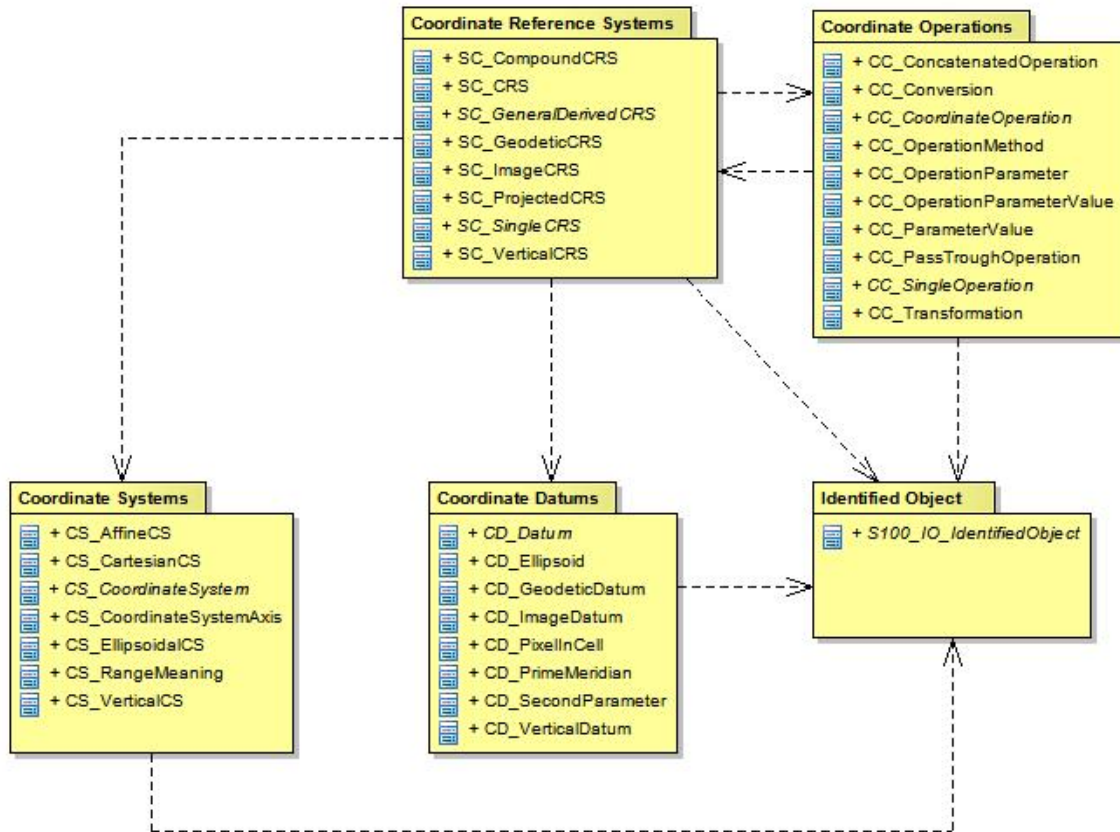 Coordinate Reference Systems
+ SC_CompoundCRS
+ SC_CRS
+ SC_GeneralDerivedCRS
+ SC_GeodeticCRS
+ SC_ImageCRS
+ SC_ProjectedCRS
+ SC_SingleCRS
+ SC_VerticalCRS
Coordinate Operations
+ CC_ConcatenatedOperation
+ CC_Conversion
+ CC_CoordinateOperation
+ CC_OperationMethod
+ CC_OperationParameter
+ CC_OperationParameterValue
+ CC_ParameterValue
+ CC_PassTroughOperation
+ CC_SingleOperation
+ CC_Transformation
Coordinate Systems
+ CS_AffineCS
+ CS_CartesianCS
+ CS_CoordinateSystem
+ CS_CoordinateSystemAxis
+ CS_EllipsoidalCS
+ CS_RangeMeaning
+ CS_VerticalCS
Coordinate Datums
+ CD_Datum
+ CD_Ellipsoid
+ CD_GeodeticDatum
+ CD_ImageDatum
+ CD_PixelInCell
+ CD_PrimeMeridian
+ CD_SecondParameter
+ CD_VerticalDatum
Identified Object
+ S100_IO_IdentifiedObject